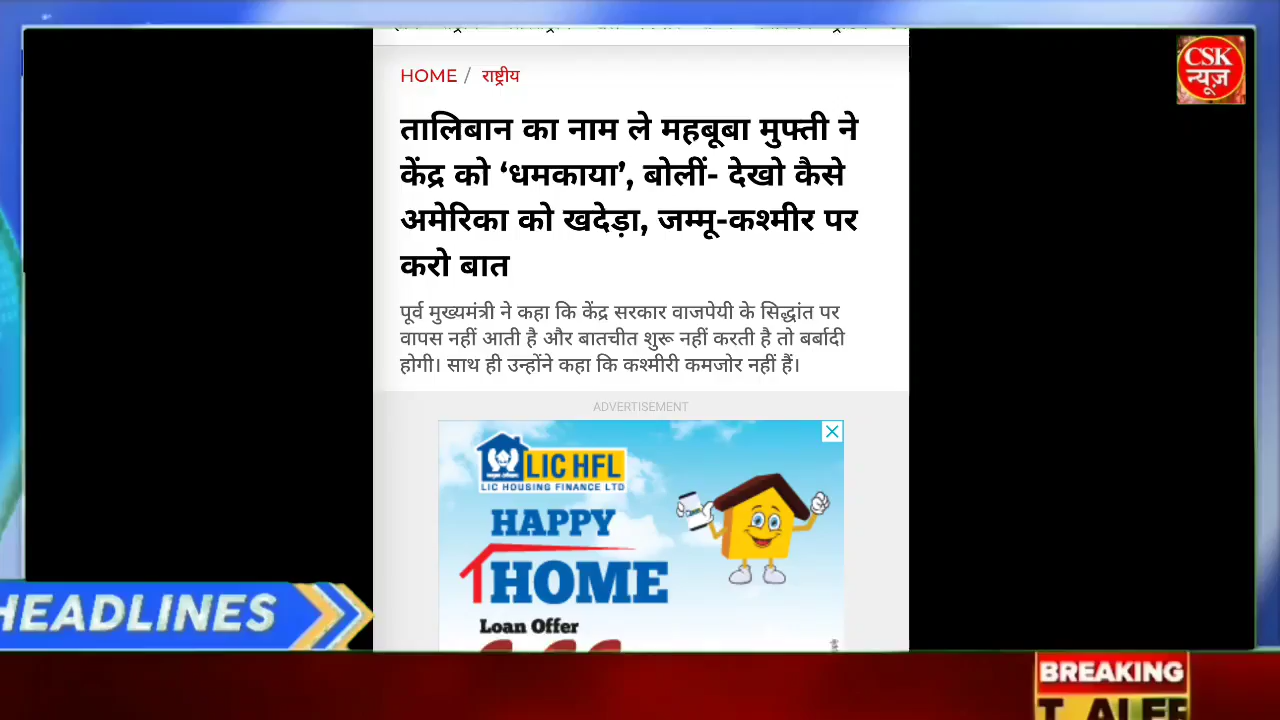 CSK
न्यूज़
HOME / राष्ट्रीय
तालिबान का नाम ले महबूबा मुफ्ती ने
केंद्र को ‘धमकाया’, बोलीं- देखो कैसे
अमेरिका को खदेड़ा, जम्मू-कश्मीर पर
करो बात
पूर्व मुख्यमंत्री ने कहा कि केंद्र सरकार वाजपेयी के सिद्धांत पर
वापस नहीं आती है और बातचीत शुरू नहीं करती है तो बर्बादी
होगी। साथ ही उन्होंने कहा कि कश्मीरी कमजोर नहीं हैं।
ADVERTISEMENT
LIC HFL
LIC HOUSING FINANCE LTD
HAPPY
HOME
Loan Offer
HEADLINES
BREAKING